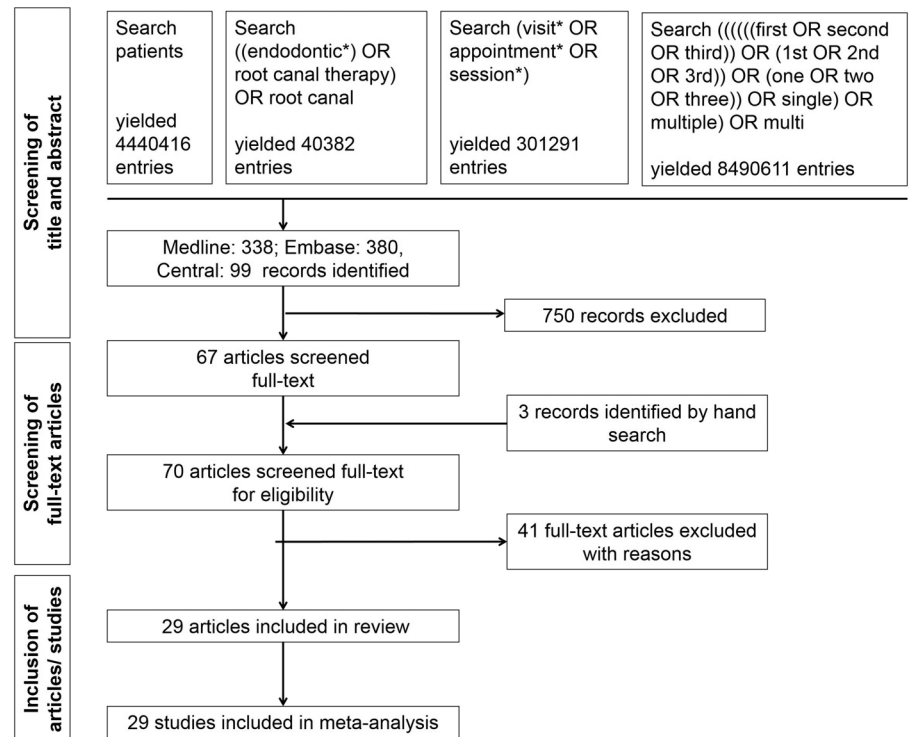 Screening of
title and abstract
Search
patients
yielded
4440416
entries
Search
((endodontic*) OR
root canal therapy)
OR root canal
yielded 40382
entries
Search (visit* OR
appointment* OR
session*)
yielded 301291
entries
Search ((((((first OR second
OR third)) OR (1st OR 2nd
OR 3rd)) OR (one OR two
OR three)) OR single) OR
multiple) OR multi
yielded 8490611 entries
Medline: 338; Embase: 380,
Central: 99 records identified
750 records excluded
Screening of
full-text articles
67 articles screened
full-text
3 records identified by hand
search
70 articles screened full-text
for eligibility
41 full-text articles excluded
with reasons
Inclusion of
articles/ studies
29 articles included in review
29 studies included in meta-analysis